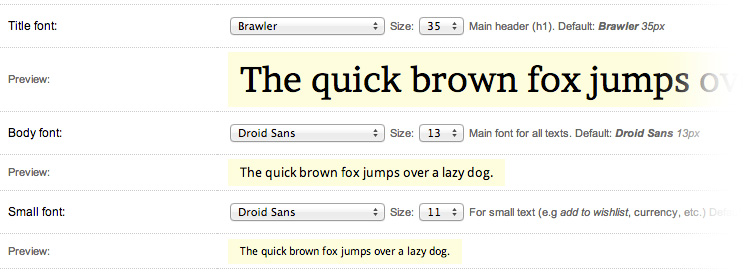 Title font: Brawler Size: 35 Main header (h1). Default: Brawler 35px
Preview: The quick brown fox jumps ov
Body font: Droid Sans Size: 13 Main font for all texts. Default: Droid Sans 13px
Preview: The quick brown fox jumps over a lazy dog.
Small font: Droid Sans Size: 11 For small text (e.g add to wishlist, currency, etc.) Defa
Preview: The quick brown fox jumps over a lazy dog.